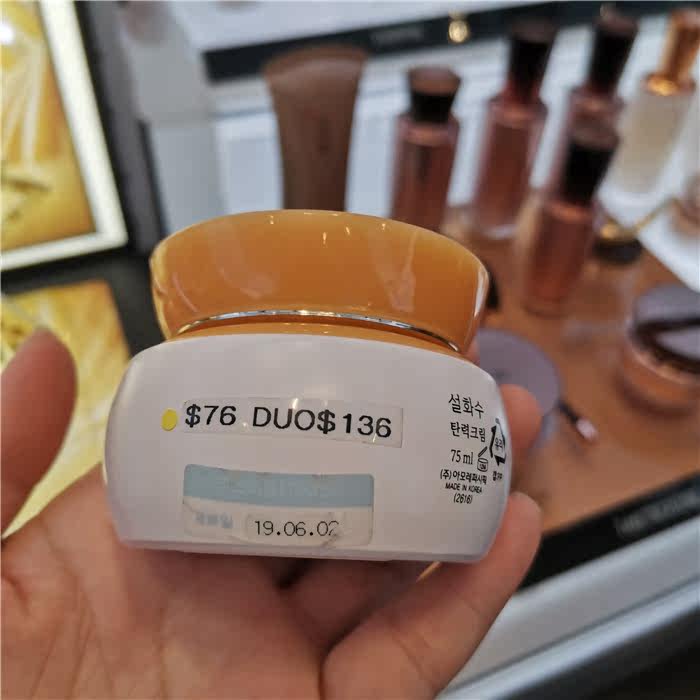 $76 DUO$136
설화수
탄력크림
75 ml
(주)아모레퍼시픽
MADE IN KOREA
(2616)
19.06.02